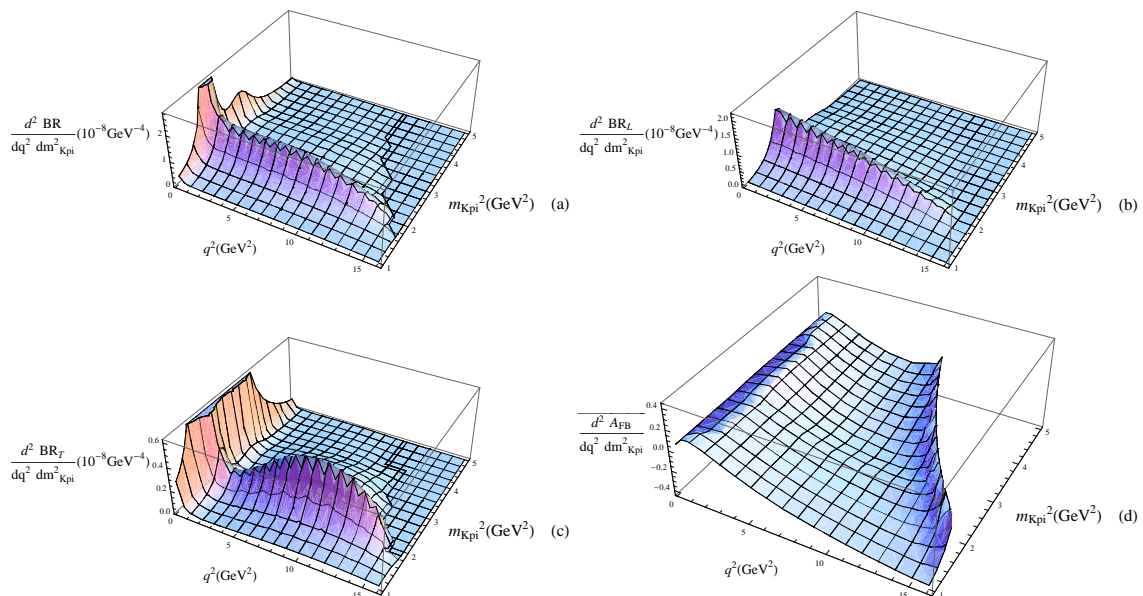 d² BR
dq² dm²Kpi
(10⁻⁸GeV⁻⁴)
2
1
0
0
5
10
15
q²(GeV²)
1
2
3
4
5
mKpi²(GeV²)
(a)
d² BR_L
dq² dm²Kpi
(10⁻⁸GeV⁻⁴)
2.0
1.5
1.0
0.5
0.0
0
5
10
15
q²(GeV²)
1
2
3
4
5
mKpi²(GeV²)
(b)
d² BR_T
dq² dm²Kpi
(10⁻⁸GeV⁻⁴)
0.6
0.4
0.2
0.0
0
5
10
15
q²(GeV²)
1
2
3
4
5
mKpi²(GeV²)
(c)
d² A_FB
dq² dm²Kpi
0.4
0.2
0.0
−0.2
−0.4
0
5
10
15
q²(GeV²)
1
2
3
4
5
mKpi²(GeV²)
(d)